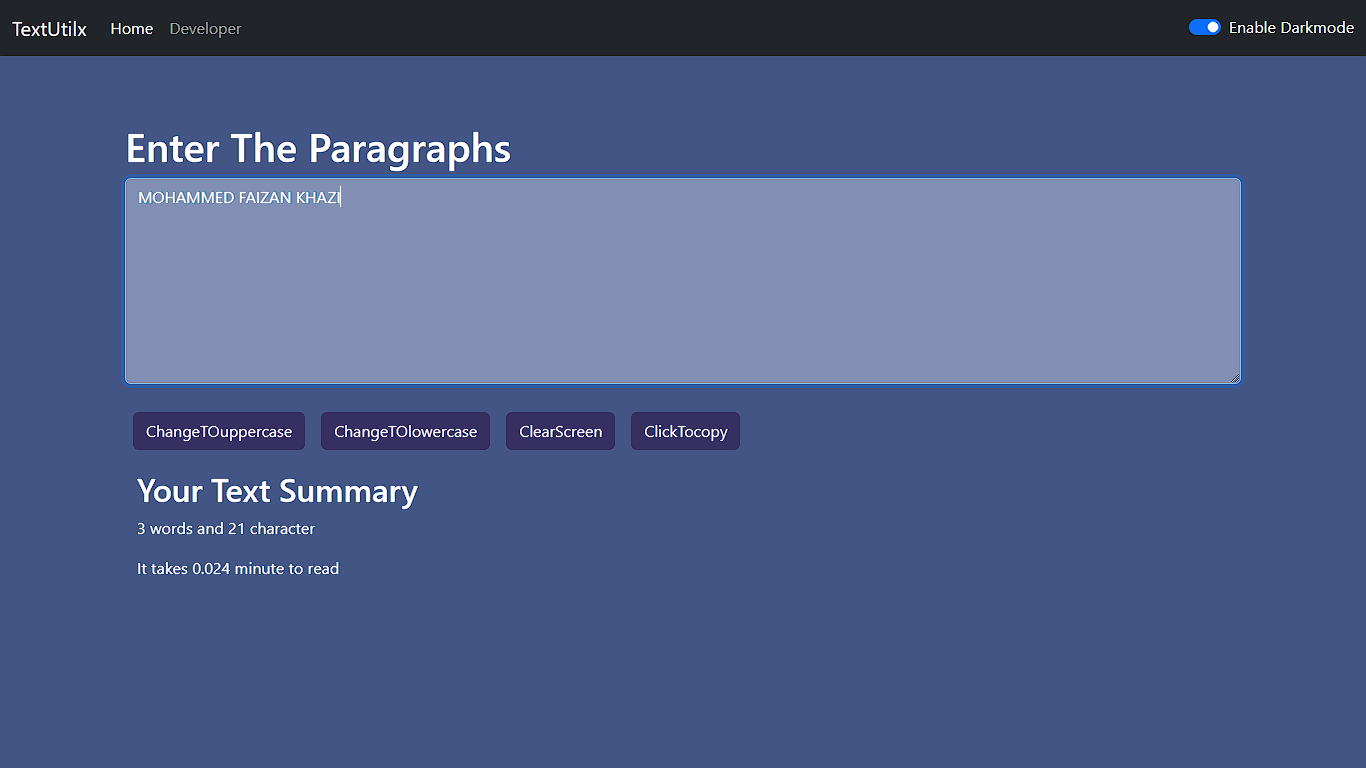 TextUtilx Home Developer Enable Darkmode
Enter The Paragraphs
MOHAMMED FAIZAN KHAZI
ChangeTOuppercase ChangeTOlowercase ClearScreen ClickTocopy
Your Text Summary
3 words and 21 character
It takes 0.024 minute to read